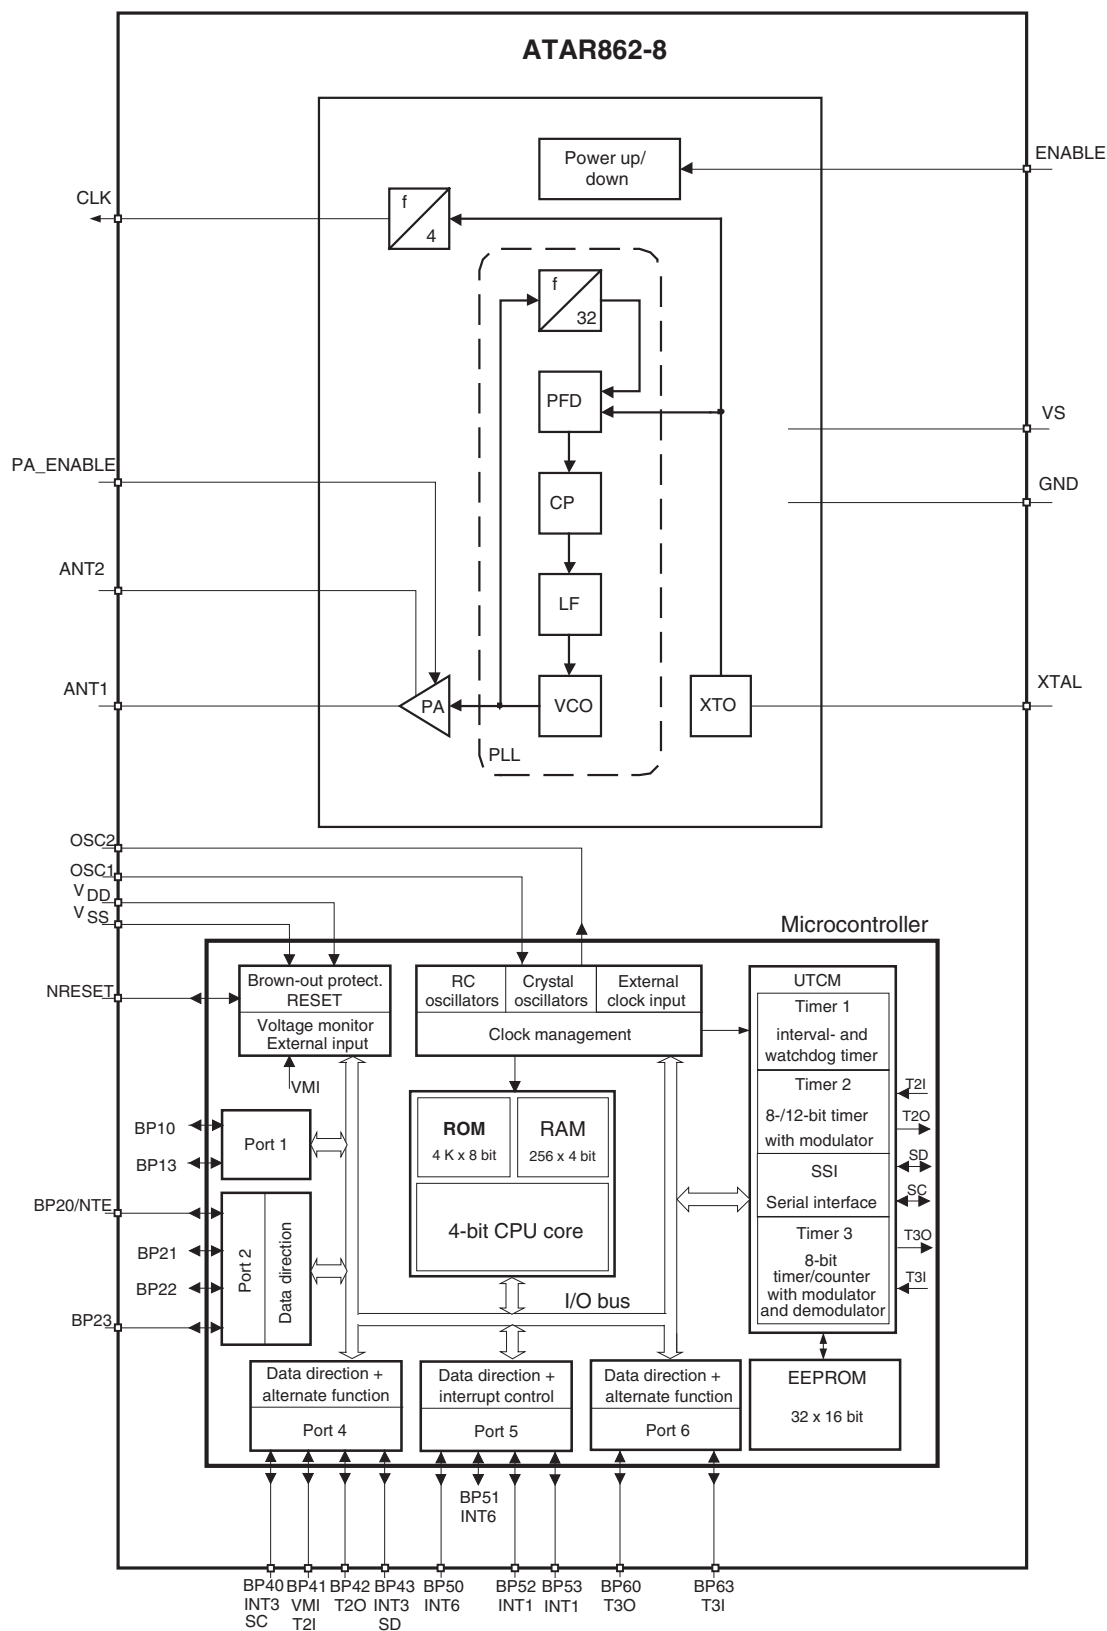 ATAR862-8
Power up/
down
ENABLE
CLK
f
4
f
32
PFD
VS
PA_ENABLE
GND
CP
ANT2
LF
ANT1
PA
VCO
XTO
XTAL
PLL
OSC2
OSC1
V DD
V SS
Microcontroller
NRESET
Brown-out protect.
RESET
Voltage monitor
External input
VMI
RC
oscillators
Crystal
oscillators
External
clock input
Clock management
UTCM
Timer 1
interval- and
watchdog timer
Timer 2
8-/12-bit timer
with modulator
SSI
Serial interface
Timer 3
8-bit
timer/counter
with modulator
and demodulator
T2I
T2O
SD
SC
T3O
T3I
BP10
BP13
Port 1
ROM
4 K x 8 bit
RAM
256 x 4 bit
4-bit CPU core
BP20/NTE
BP21
BP22
BP23
Port 2
Data direction
I/O bus
Data direction +
alternate function
Port 4
Data direction +
interrupt control
Port 5
Data direction +
alternate function
Port 6
EEPROM
32 x 16 bit
BP51
INT6
BP40
INT3
SC
BP41
VMI
T2I
BP42
T2O
BP43
INT3
SD
BP50
INT6
BP52
INT1
BP53
INT1
BP60
T3O
BP63
T3I